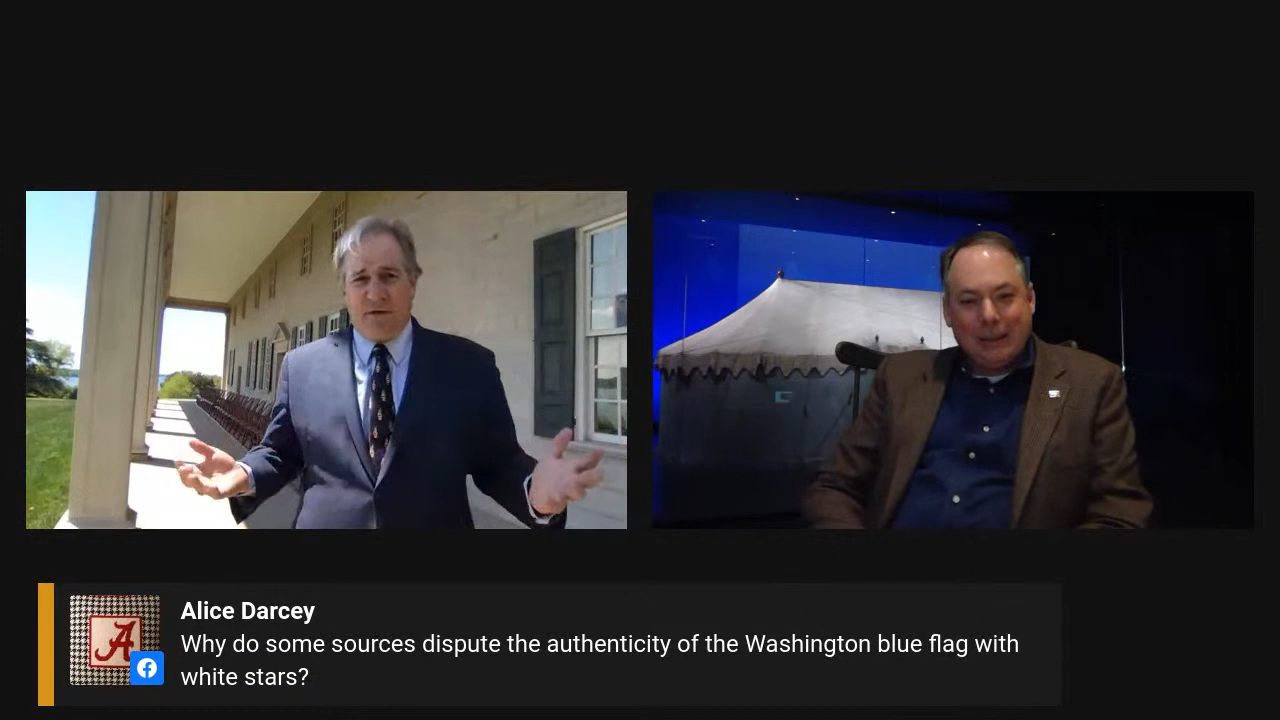 Alice Darcey
Why do some sources dispute the authenticity of the Washington blue flag with
white stars?
A